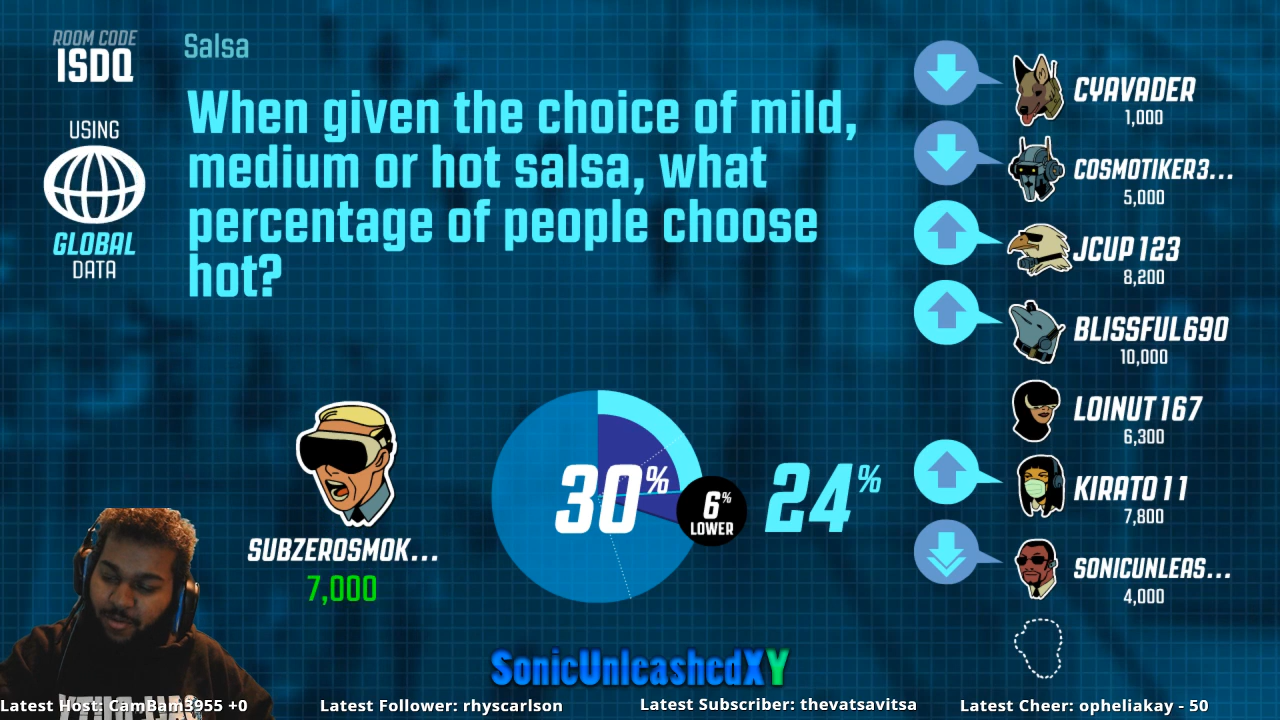 ROOM CODE
ISDQ
USING
GLOBAL
DATA
Salsa
When given the choice of mild,
medium or hot salsa, what
percentage of people choose
hot?
SUBZEROSMOK...
7,000
30%
6%
LOWER
24%
CYAVADER
1,000
COSMOTIKER3...
5,000
JCUP123
8,200
BLISSFUL690
10,000
LOINUT167
6,300
KIRATO11
7,800
SONICUNLEAS...
4,000
SonicUnleashedXY
Latest Host: CamBam3955 +0
Latest Follower: rhyscarlson
Latest Subscriber: thevatsavitsa
Latest Cheer: opheliakay - 50